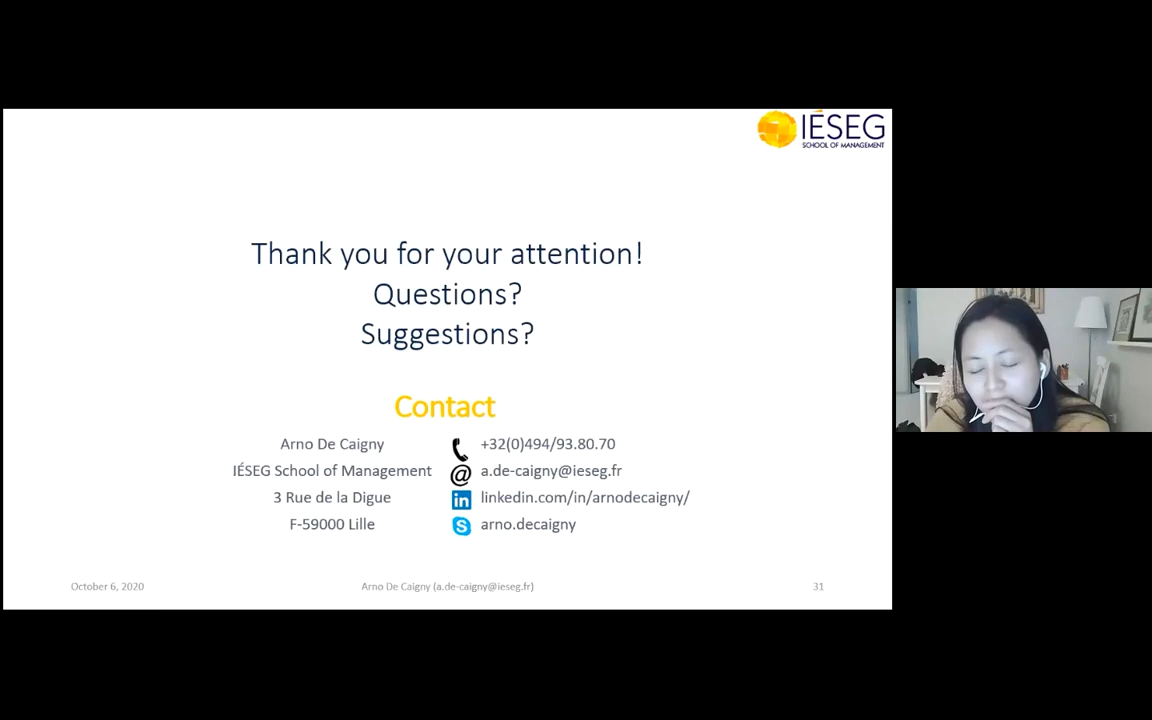 IÉSEG
SCHOOL OF MANAGEMENT
Thank you for your attention!
Questions?
Suggestions?
Contact
Arno De Caigny
+32(0)494/93.80.70
IÉSEG School of Management
@ a.de-caigny@ieseg.fr
3 Rue de la Digue
in linkedin.com/in/arnodecaigny/
F-59000 Lille
S arno.decaigny
October 6, 2020
Arno De Caigny (a.de-caigny@ieseg.fr)
31